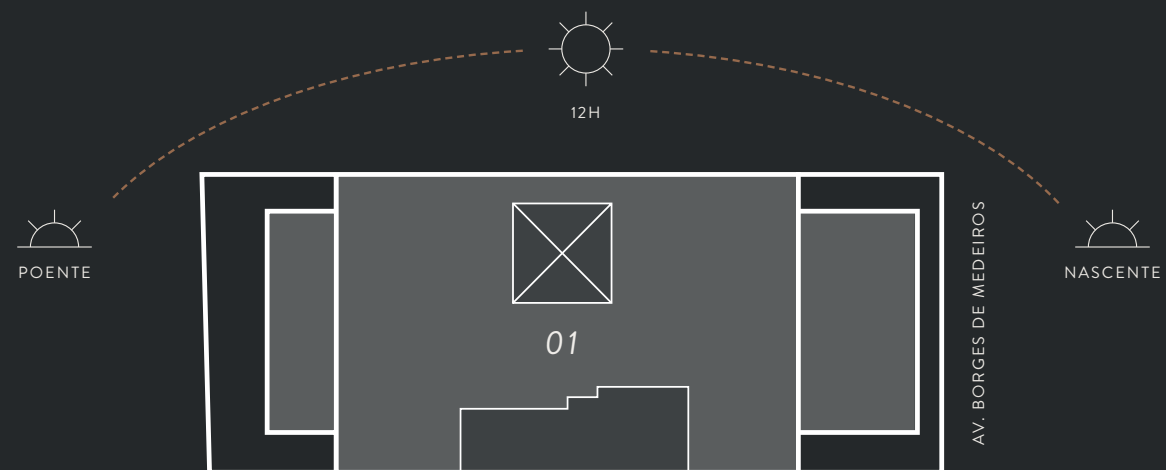 12H
POENTE
NASCENTE
AV. BORGES DE MEDEIROS
01